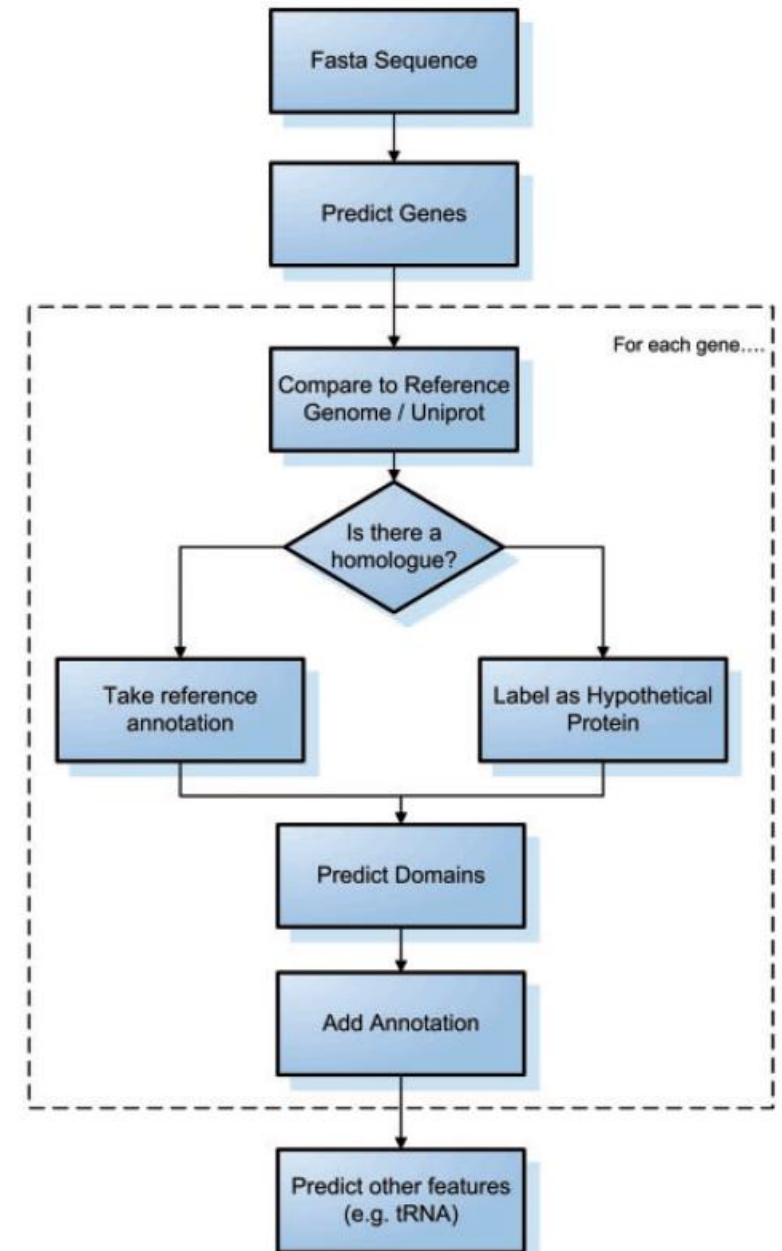 Fasta Sequence
Predict Genes
For each gene....
Compare to Reference
Genome / Uniprot
Is there a
homologue?
Take reference
annotation
Label as Hypothetical
Protein
Predict Domains
Add Annotation
Predict other features
(e.g. tRNA)